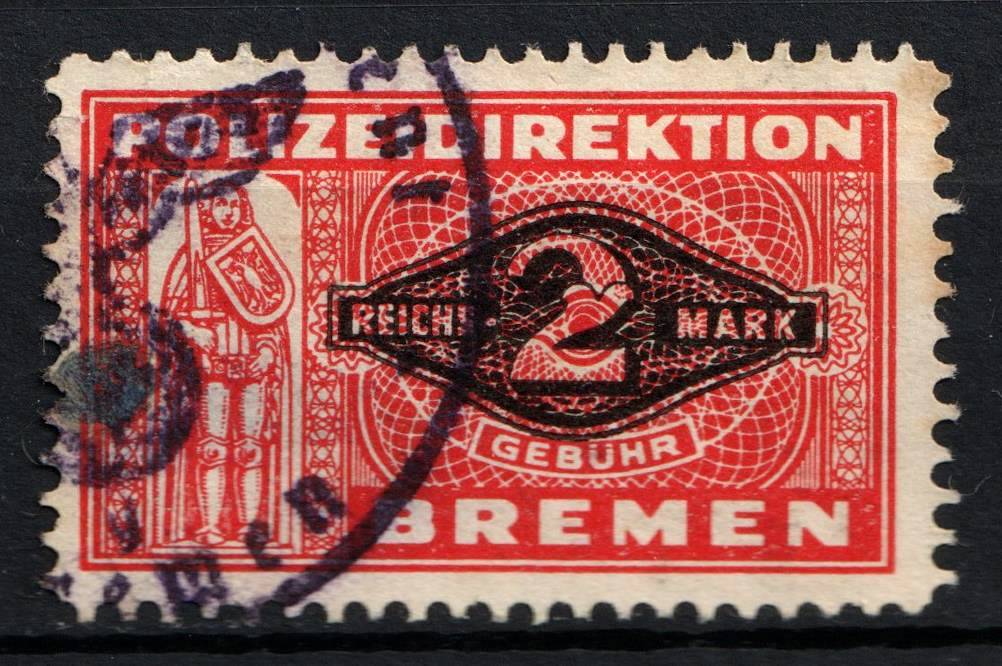 POLIZEIDIREKTION
REICHS 2 MARK
GEBÜHR
BREMEN